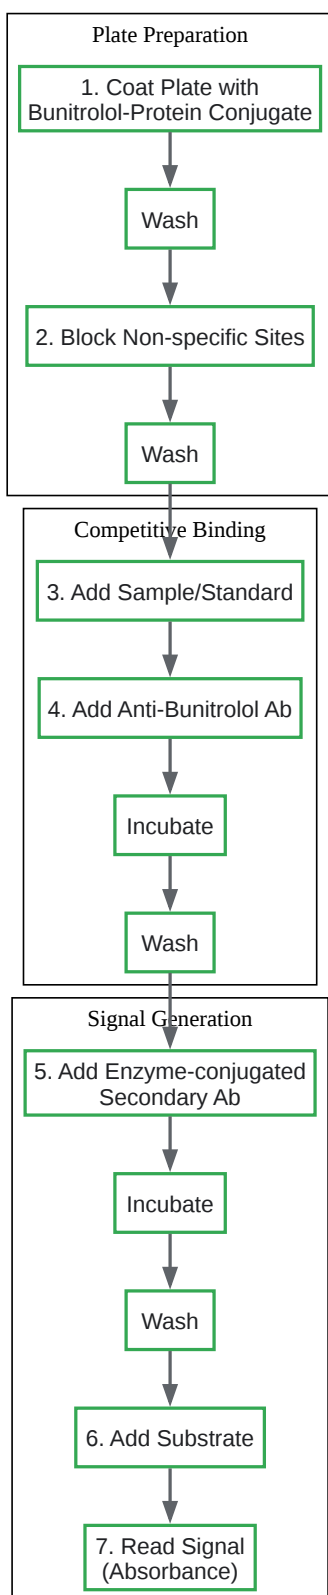 Plate Preparation
1. Coat Plate with
Bunitrolol-Protein Conjugate
Wash
2. Block Non-specific Sites
Wash
Competitive Binding
3. Add Sample/Standard
4. Add Anti-Bunitrolol Ab
Incubate
Wash
Signal Generation
5. Add Enzyme-conjugated
Secondary Ab
Incubate
Wash
6. Add Substrate
7. Read Signal
(Absorbance)